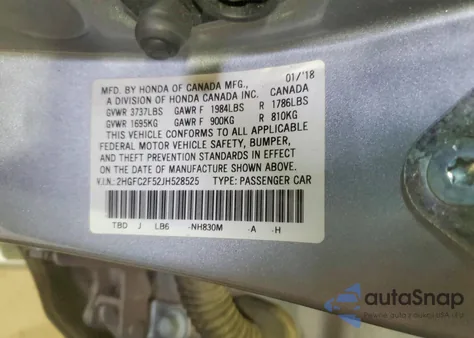 MFD. BY HONDA OF CANADA MFG., 01/'18
A DIVISION OF HONDA CANADA INC. CANADA
GVWR 3737LBS GAWR F 1984LBS R 1786LBS
GVWR 1695KG GAWR F 900KG R 810KG
THIS VEHICLE CONFORMS TO ALL APPLICABLE
FEDERAL MOTOR VEHICLE SAFETY, BUMPER,
AND THEFT PREVENTION STANDARDS IN EFFECT
ON THE DATE OF MANUFACTURE SHOWN ABOVE.
V.I.N.:2HGFC2F52JH528525 TYPE: PASSENGER CAR
TBD J LB6 -NH830M -A -H
autoSnap